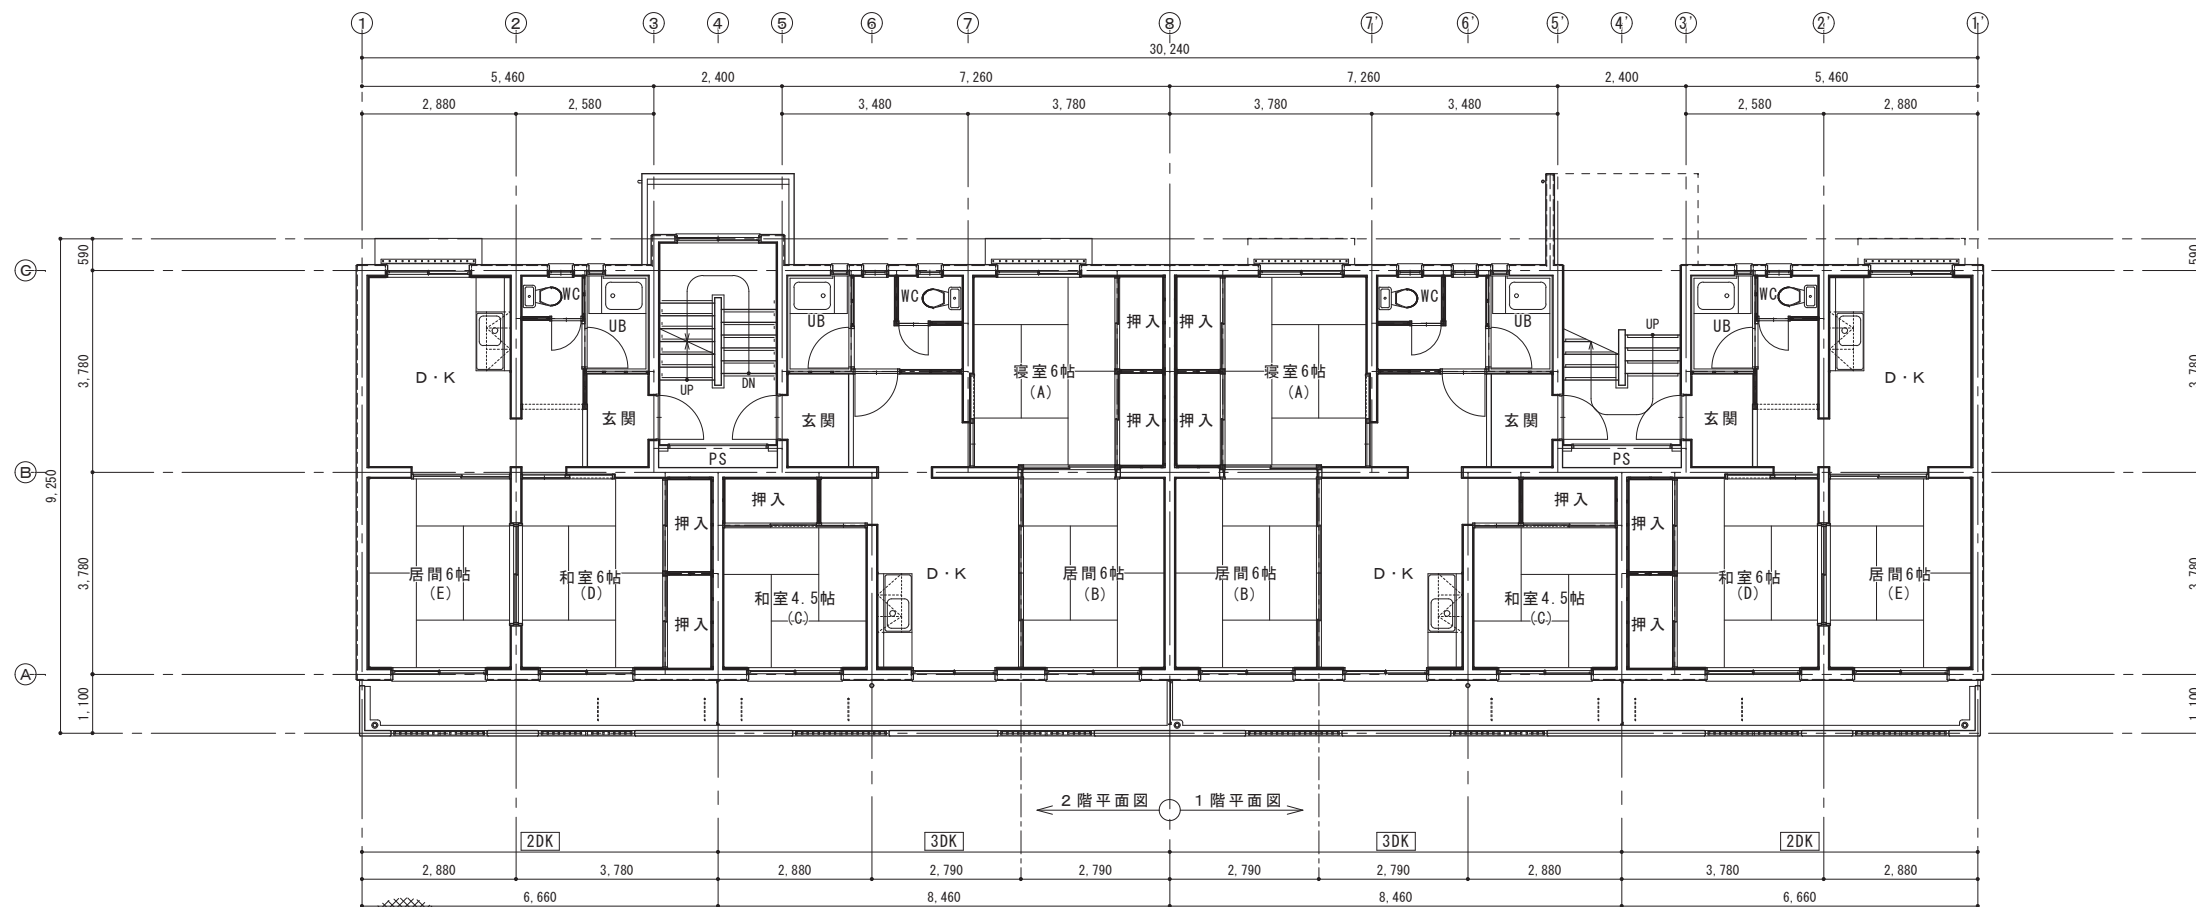 ① ② ③ ④ ⑤ ⑥ ⑦ ⑧ 7' 6' 5' 4' 3' 2' 1'
30,240
5,460 2,400 7,260 7,260 2,400 5,460
2,880 2,580 3,480 3,780 3,780 3,480 2,580 2,880
590 590
Ⓒ
WC UB UB WC 押入 押入 WC UB UB WC
3,780 D・K UP DN 寝室6帖 寝室6帖 UP D・K 3,780
(A) (A)
玄関 玄関 押入 押入 玄関 玄関
PS PS
Ⓑ
9,250
押入 押入
押入 押入
3,780 居間6帖 和室6帖 D・K 居間6帖 居間6帖 D・K 和室6帖 居間6帖 3,780
(E) (D) (B) (B) (D) (E)
和室4.5帖 和室4.5帖
(C) (C)
押入 押入
Ⓐ
1,100 1,100
2階平面図 1階平面図
2DK 3DK 3DK 2DK
2,880 3,780 2,880 2,790 2,790 2,790 2,790 2,880 3,780 2,880
6,660 8,460 8,460 6,660